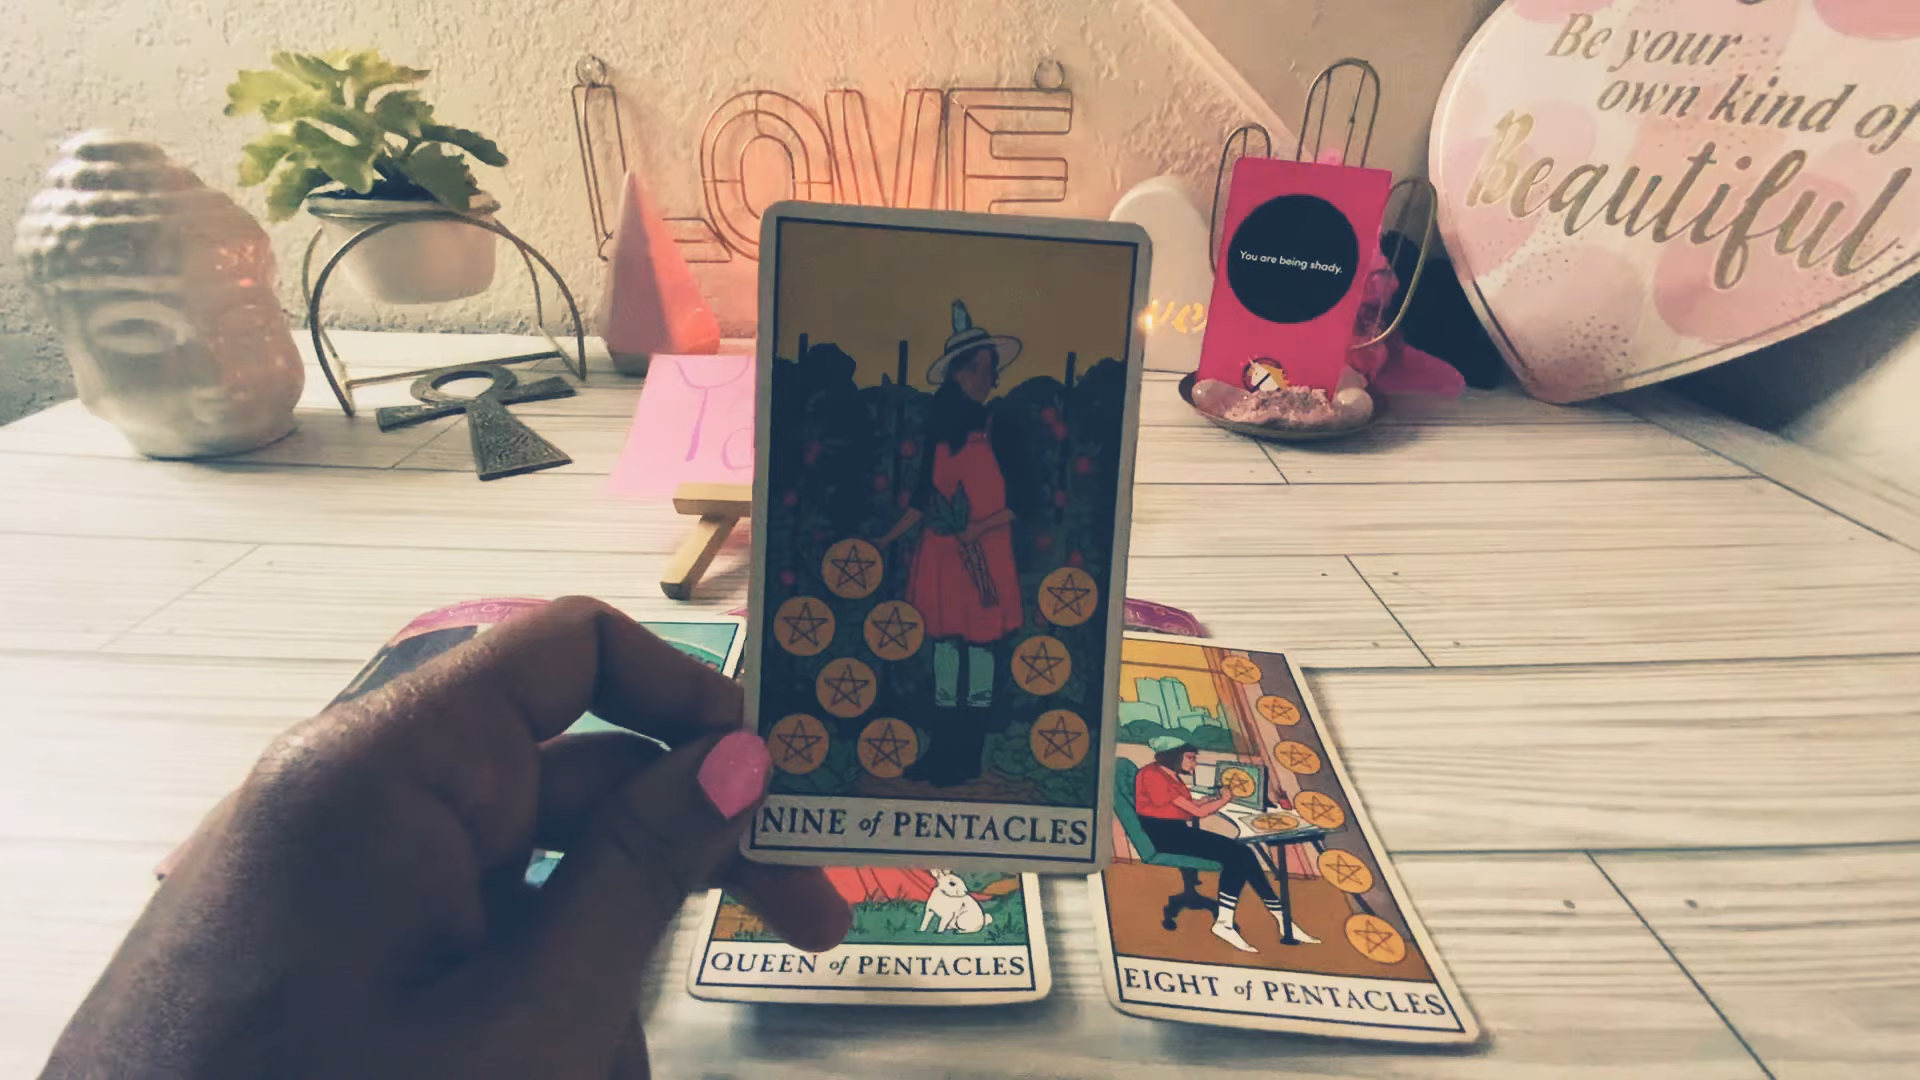 LOVE
Be your
own kind of
Beautiful
You are being shady.
NINE of PENTACLES
QUEEN of PENTACLES
EIGHT of PENTACLES